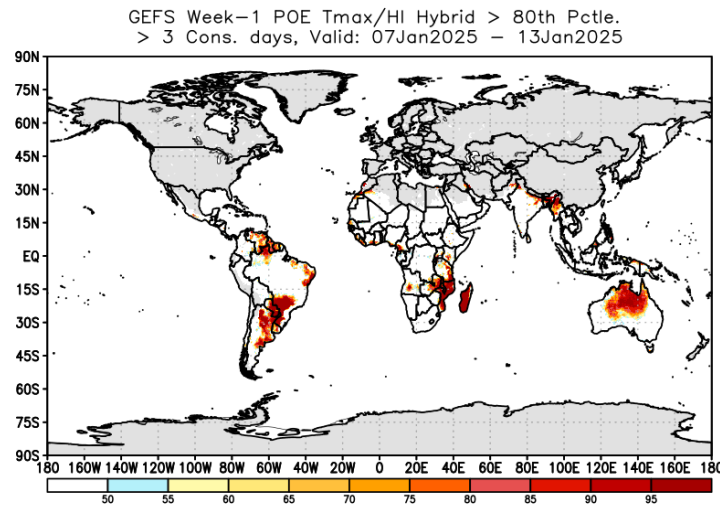 GEFS Week-1 POE Tmax/HI Hybrid > 80th Pctle.
> 3 Cons. days, Valid: 07Jan2025 - 13Jan2025
90N
75N
60N
45N
30N
15N
EQ
15S
30S
45S
60S
75S
90S
180 160W 140W 120W 100W 80W 60W 40W 20W 0 20E 40E 60E 80E 100E 120E 140E 160E 180
50 55 60 65 70 75 80 85 90 95